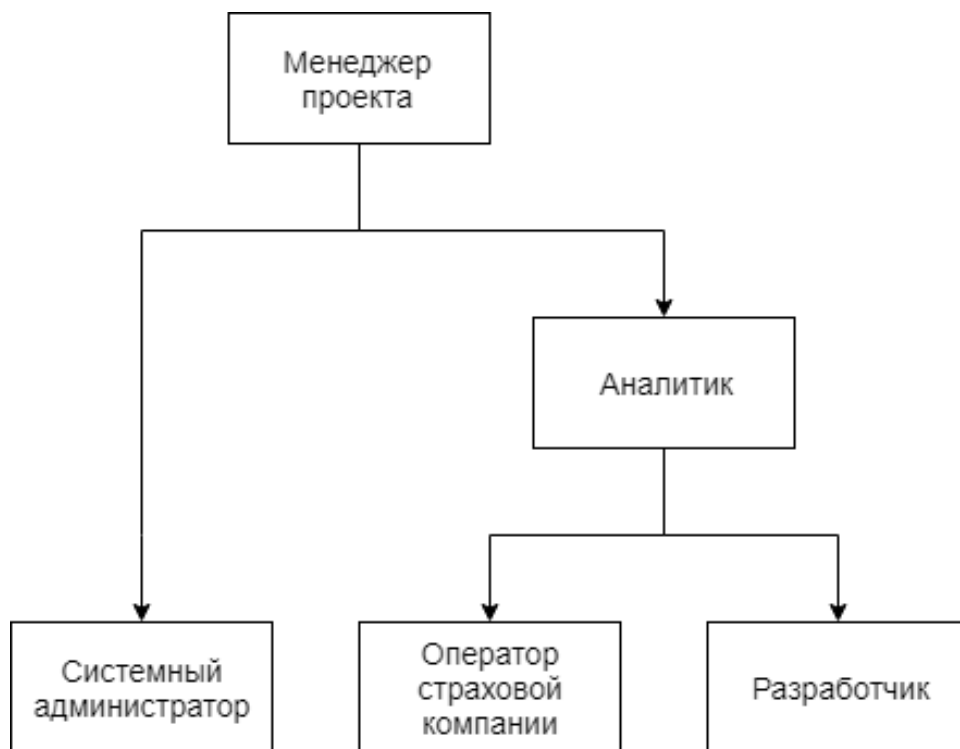 Менеджер
проекта
Аналитик
Системный
администратор
Оператор
страховой
компании
Разработчик